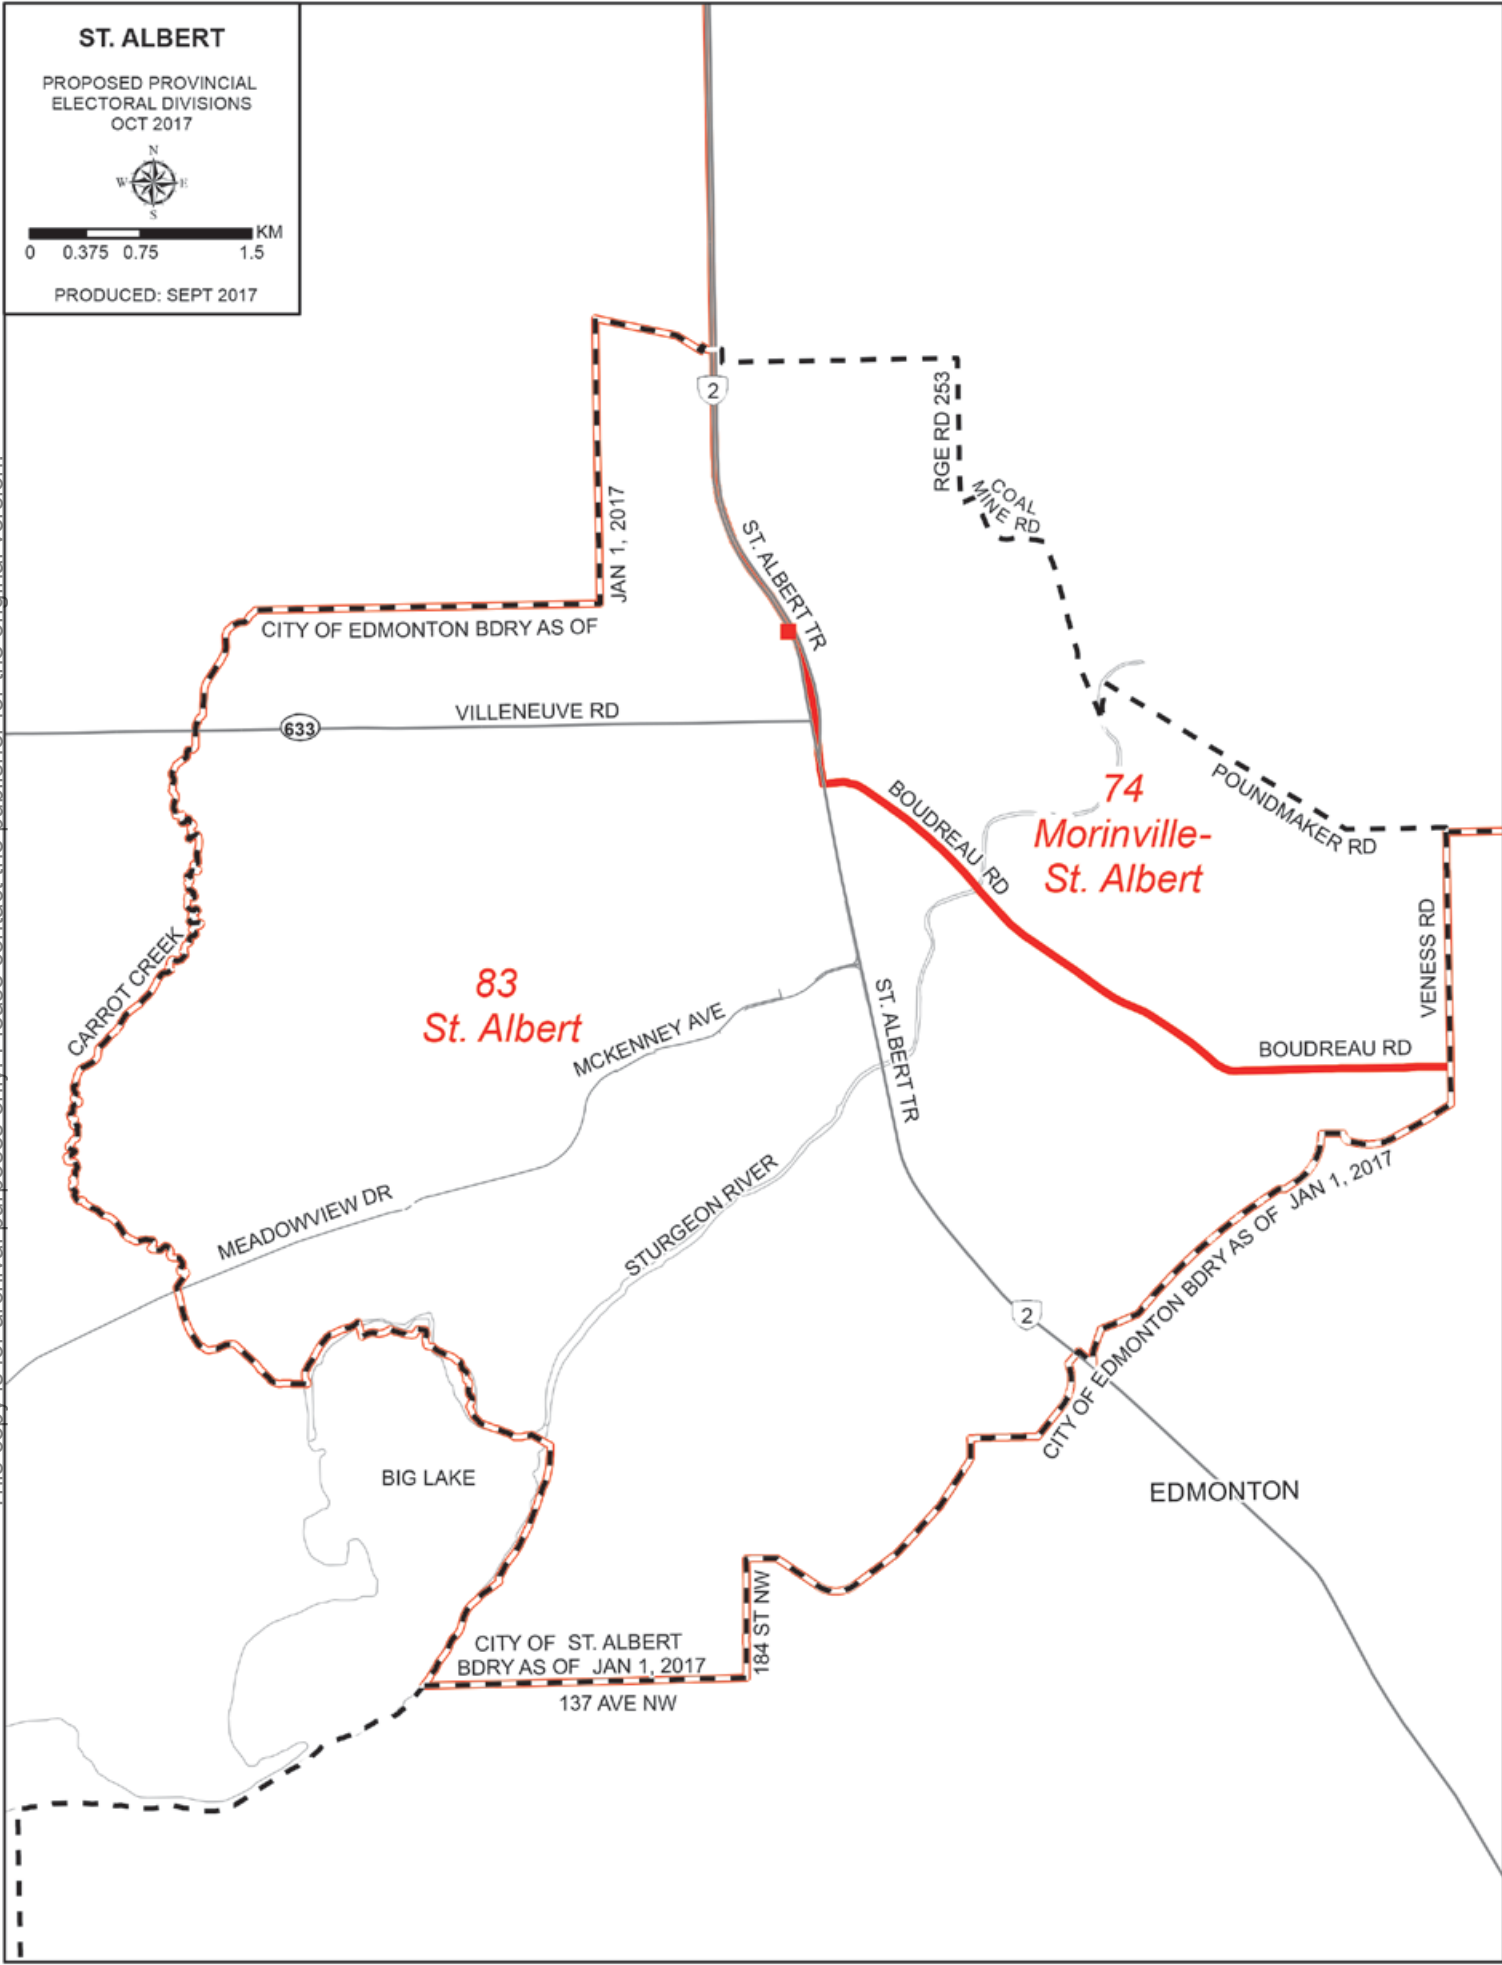 ST. ALBERT
PROPOSED PROVINCIAL
ELECTORAL DIVISIONS
OCT 2017
N
W E
S
KM
0 0.375 0.75 1.5
PRODUCED: SEPT 2017
2
RGE RD 253
COAL
MINE RD
JAN 1, 2017
ST. ALBERT TR
CITY OF EDMONTON BDRY AS OF
633
VILLENEUVE RD
BOUDREAU RD
74
Morinville-
St. Albert
POUNDMAKER RD
VENESS RD
CARROT CREEK
83
St. Albert
MCKENNEY AVE
ST. ALBERT TR
BOUDREAU RD
MEADOWVIEW DR
STURGEON RIVER
CITY OF EDMONTON BDRY AS OF JAN 1, 2017
2
BIG LAKE
EDMONTON
184 ST NW
CITY OF ST. ALBERT
BDRY AS OF JAN 1, 2017
137 AVE NW